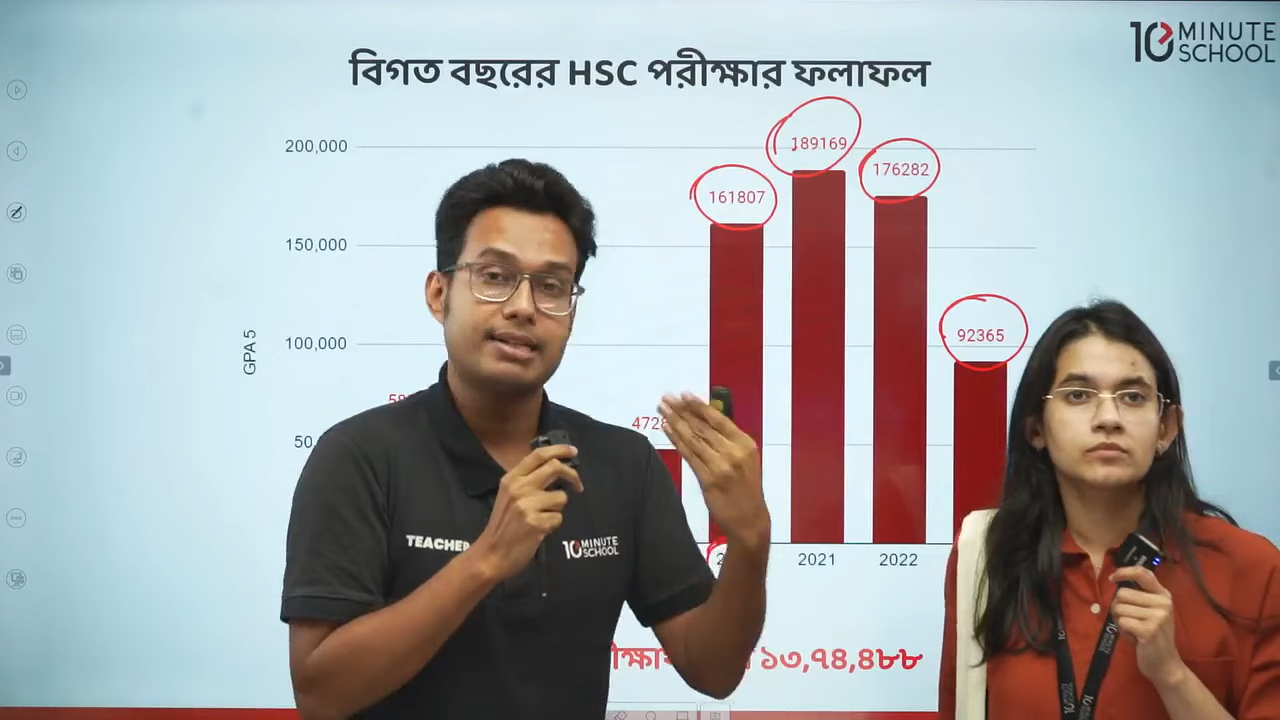 10 MINUTE
SCHOOL
বিগত বছরের HSC পরীক্ষার ফলাফল
200,000
189169
176282
161807
150,000
GPA 5
100,000
92365
2021
2022
TEACHER
10 MINUTE
SCHOOL
১৩,৭৪,৪৮৮